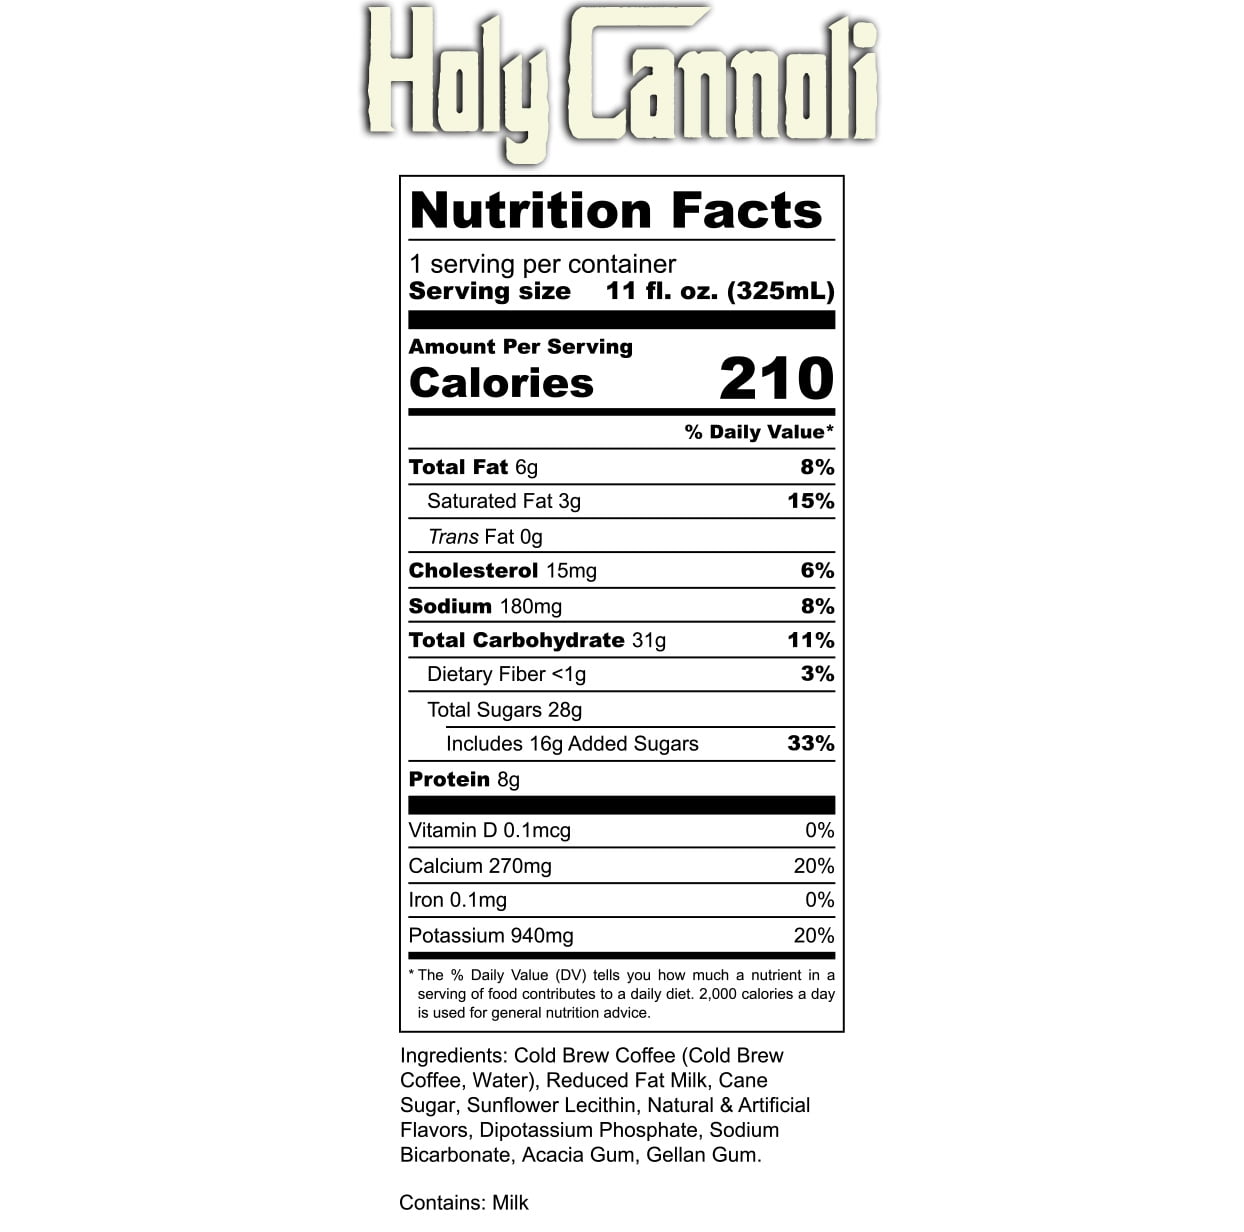 Holy Cannoli
Nutrition Facts
1 serving per container
Serving size 11 fl. oz. (325mL)
Amount Per Serving
Calories 210
% Daily Value*
Total Fat 6g 8%
Saturated Fat 3g 15%
Trans Fat 0g
Cholesterol 15mg 6%
Sodium 180mg 8%
Total Carbohydrate 31g 11%
Dietary Fiber <1g 3%
Total Sugars 28g
Includes 16g Added Sugars 33%
Protein 8g
Vitamin D 0.1mcg 0%
Calcium 270mg 20%
Iron 0.1mg 0%
Potassium 940mg 20%
* The % Daily Value (DV) tells you how much a nutrient in a
serving of food contributes to a daily diet. 2,000 calories a day
is used for general nutrition advice.
Ingredients: Cold Brew Coffee (Cold Brew
Coffee, Water), Reduced Fat Milk, Cane
Sugar, Sunflower Lecithin, Natural & Artificial
Flavors, Dipotassium Phosphate, Sodium
Bicarbonate, Acacia Gum, Gellan Gum.
Contains: Milk